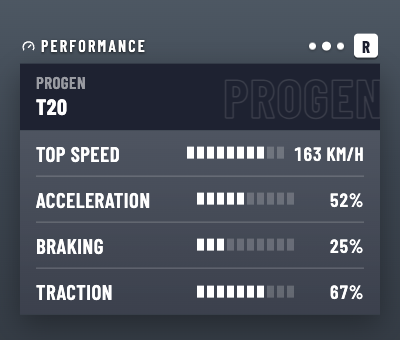 PERFORMANCE
R
PROGEN
T20
PROGEN
TOP SPEED 163 KM/H
ACCELERATION 52%
BRAKING 25%
TRACTION 67%